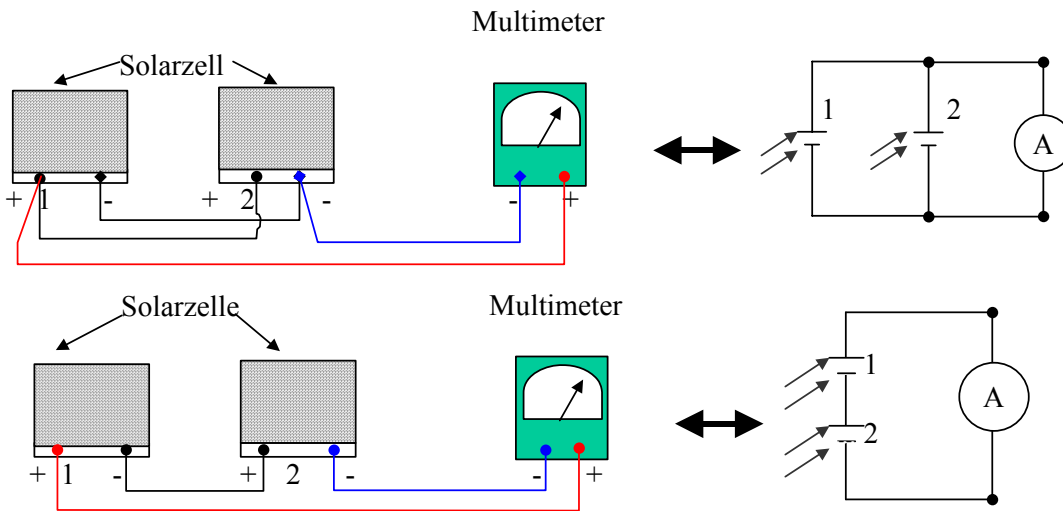 Multimeter
Solarzell
1
2
A
+ 1 - + 2 - - +
Solarzelle
Multimeter
1
A
2
+ 1 - + 2 - - +